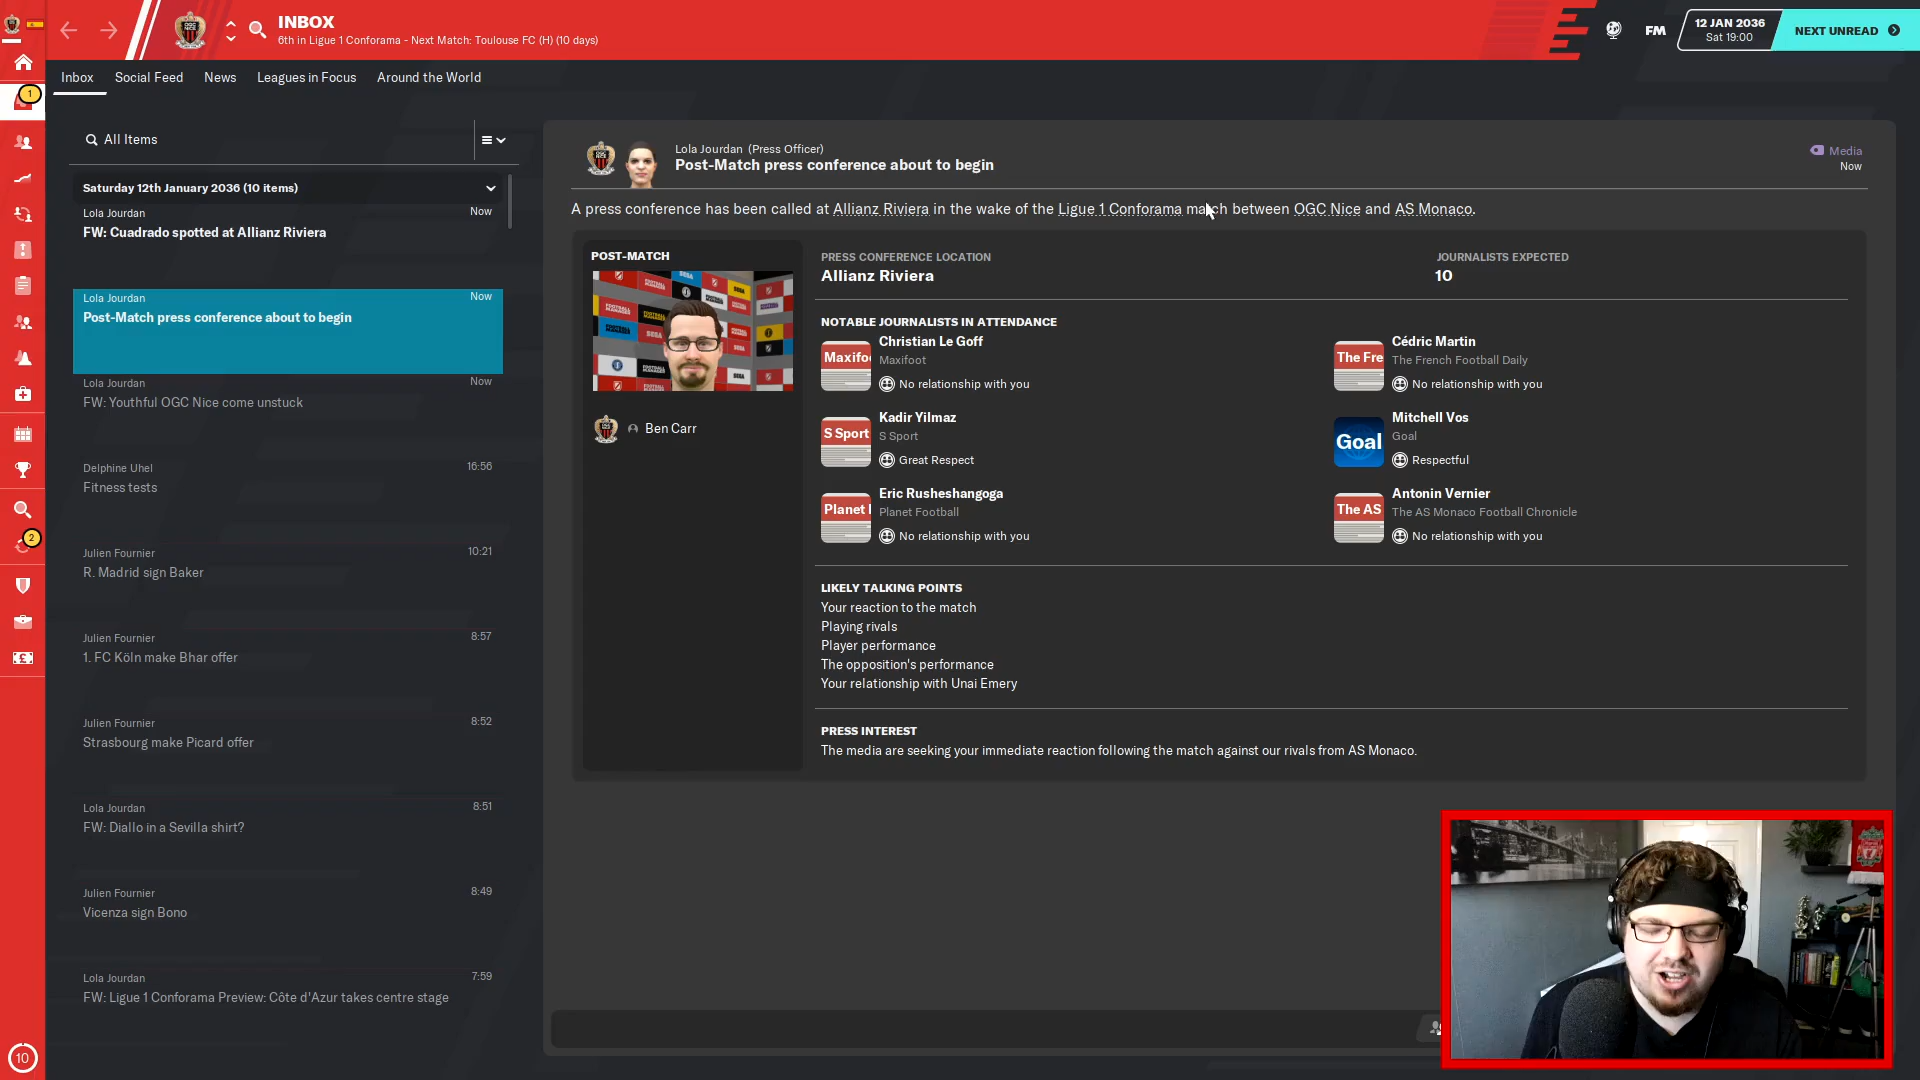 INBOX
6th in Ligue 1 Conforama - Next Match: Toulouse FC (H) (10 days)
FM
12 JAN 2036
Sat 19:00
NEXT UNREAD
Inbox
Social Feed
News
Leagues in Focus
Around the World
1
2
10
All Items
Saturday 12th January 2036 (10 items)
Lola Jourdan
Now
FW: Cuadrado spotted at Allianz Riviera
Lola Jourdan
Now
Post-Match press conference about to begin
Lola Jourdan
Now
FW: Youthful OGC Nice come unstuck
Delphine Uhel
16:56
Fitness tests
Julien Fournier
10:21
R. Madrid sign Baker
Julien Fournier
8:57
1. FC Köln make Bhar offer
Julien Fournier
8:52
Strasbourg make Picard offer
Lola Jourdan
8:51
FW: Diallo in a Sevilla shirt?
Julien Fournier
8:49
Vicenza sign Bono
Lola Jourdan
7:59
FW: Ligue 1 Conforama Preview: Côte d'Azur takes centre stage
Lola Jourdan (Press Officer)
Post-Match press conference about to begin
Media
Now
A press conference has been called at Allianz Riviera in the wake of the Ligue 1 Conforama match between OGC Nice and AS Monaco.
POST-MATCH
Ben Carr
PRESS CONFERENCE LOCATION
Allianz Riviera
JOURNALISTS EXPECTED
10
NOTABLE JOURNALISTS IN ATTENDANCE
Maxifo
Christian Le Goff
Maxifoot
No relationship with you
The Fre
Cédric Martin
The French Football Daily
No relationship with you
S Sport
Kadir Yilmaz
S Sport
Great Respect
Goal
Mitchell Vos
Goal
Respectful
Planet
Eric Rusheshangoga
Planet Football
No relationship with you
The AS
Antonin Vernier
The AS Monaco Football Chronicle
No relationship with you
LIKELY TALKING POINTS
Your reaction to the match
Playing rivals
Player performance
The opposition's performance
Your relationship with Unai Emery
PRESS INTEREST
The media are seeking your immediate reaction following the match against our rivals from AS Monaco.